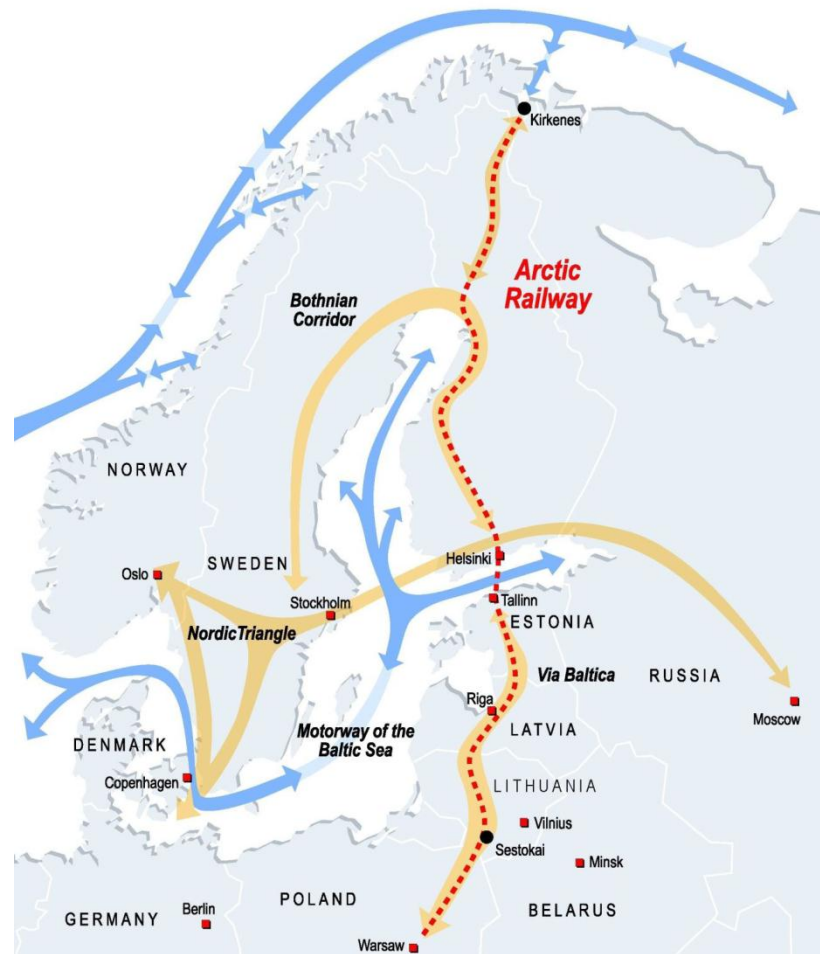 Kirkenes
Arctic
Railway
Bothnian
Corridor
NORWAY
Helsinki
SWEDEN
Oslo
Stockholm
Tallinn
ESTONIA
NordicTriangle
Via Baltica
RUSSIA
Riga
Moscow
Motorway of the
Baltic Sea
LATVIA
DENMARK
Copenhagen
LITHUANIA
Vilnius
Sestokai
Minsk
POLAND
Berlin
BELARUS
GERMANY
Warsaw